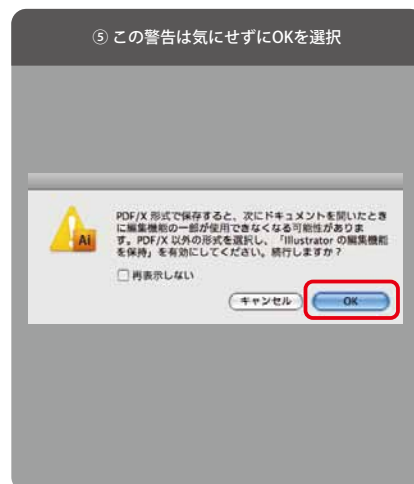 ⑤ この警告は気にせずにOKを選択
PDF/X 形式で保存すると、次にドキュメントを開いたとき
に編集機能の一部が使用できなくなる可能性がありま
す。PDF/X 以外の形式を選択し、「Illustrator の編集機能
を保持」を有効にしてください。続行しますか？
Ai
再表示しない
キャンセル OK